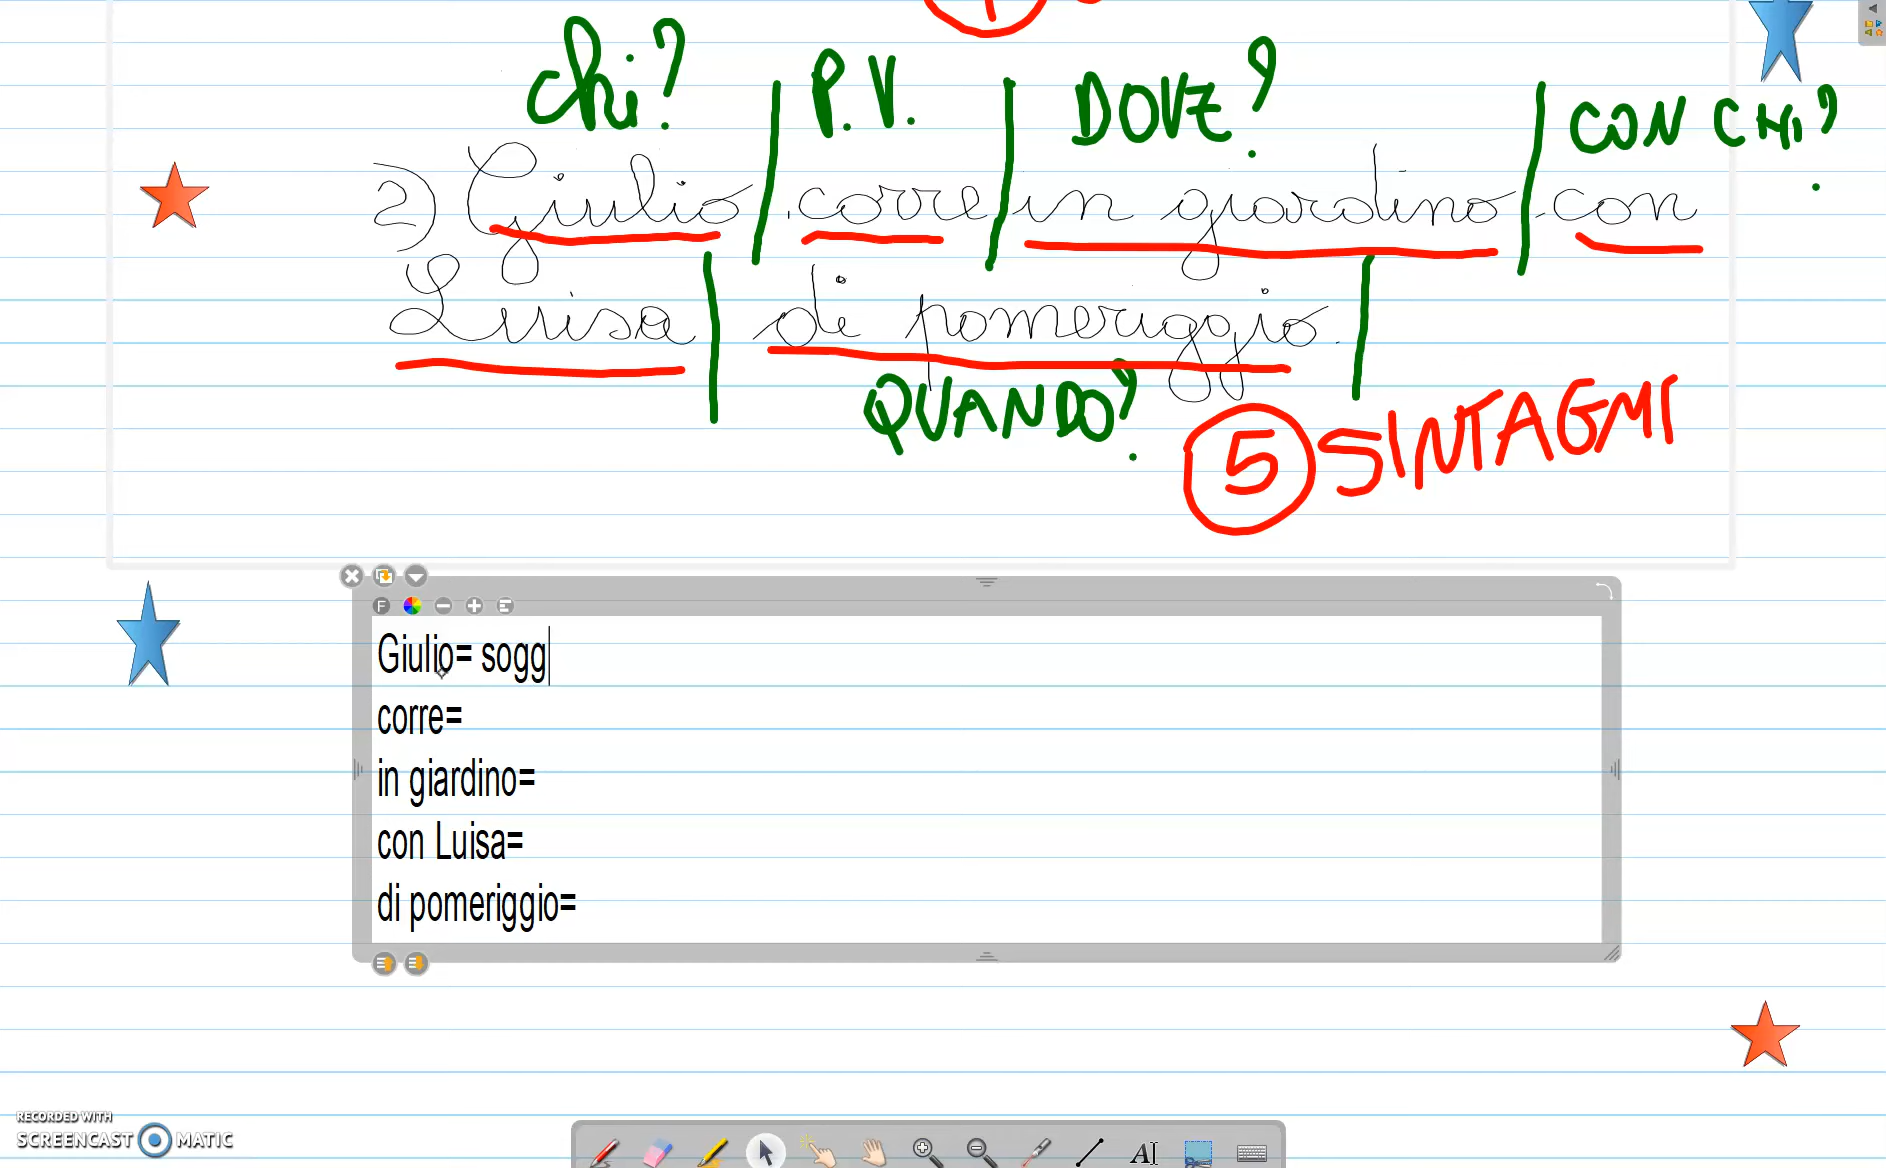 Chi? P.V. DOVE? CON CHI?
2) Giulio corre in giardino con
Luisa di pomeriggio.
QUANDO?
5 SINTAGMI
Giulio= sogg
corre=
in giardino=
con Luisa=
di pomeriggio=
RECORDED WITH
SCREENCAST MATIC